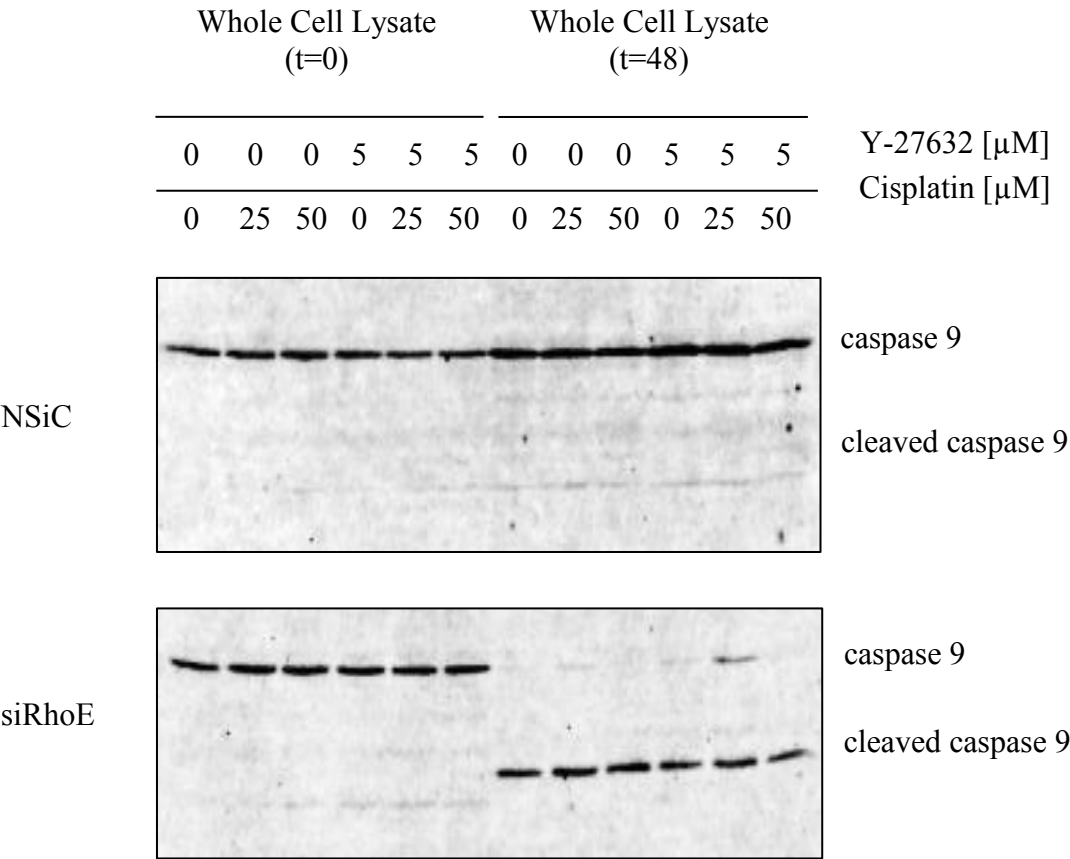 Whole Cell Lysate Whole Cell Lysate
(t=0) (t=48)
0 0 0 5 5 5 0 0 0 5 5 5 Y-27632 [µM]
Cisplatin [µM]
0 25 50 0 25 50 0 25 50 0 25 50
caspase 9
NSiC
cleaved caspase 9
caspase 9
siRhoE
cleaved caspase 9